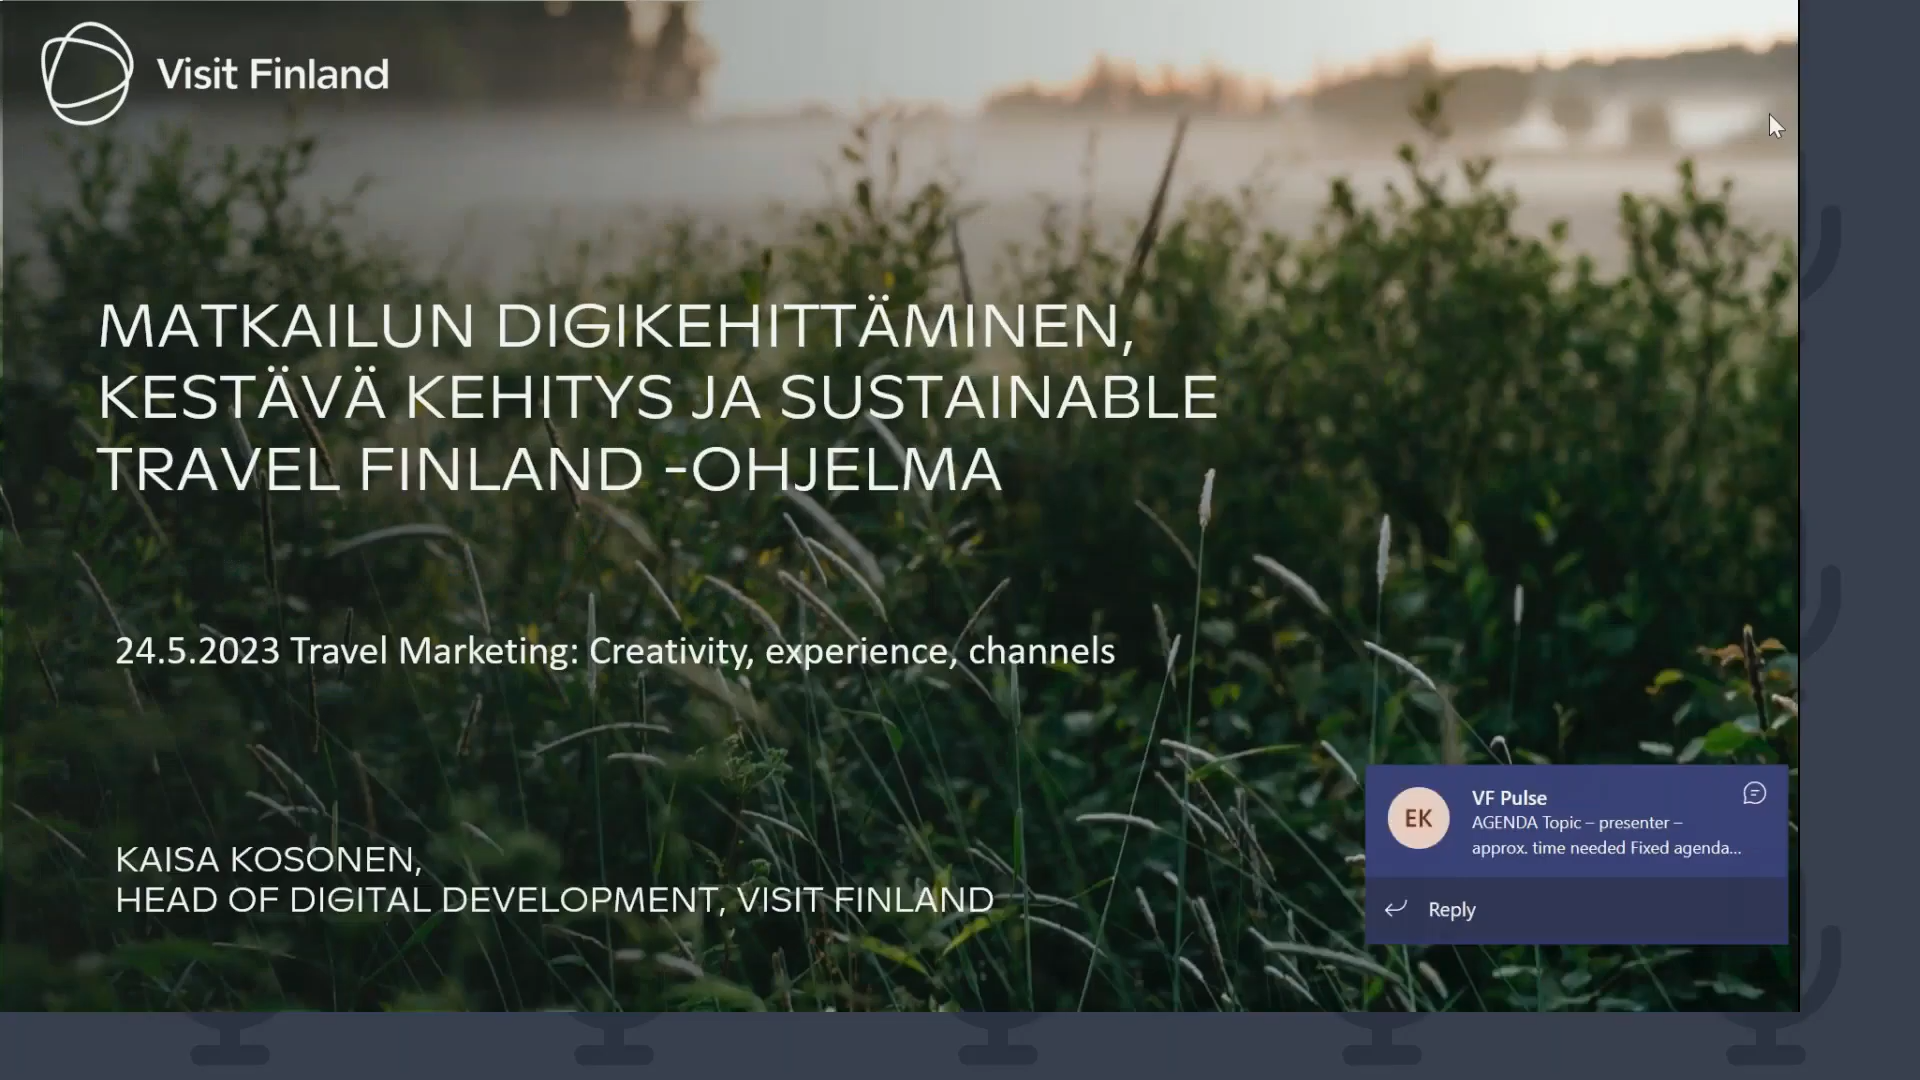 Visit Finland
MATKAILUN DIGIKEHITTÄMINEN,
KESTÄVÄ KEHITYS JA SUSTAINABLE
TRAVEL FINLAND -OHJELMA
24.5.2023 Travel Marketing: Creativity, experience, channels
KAISA KOSONEN,
HEAD OF DIGITAL DEVELOPMENT, VISIT FINLAND
EK
VF Pulse
AGENDA Topic – presenter –
approx. time needed Fixed agenda...
Reply